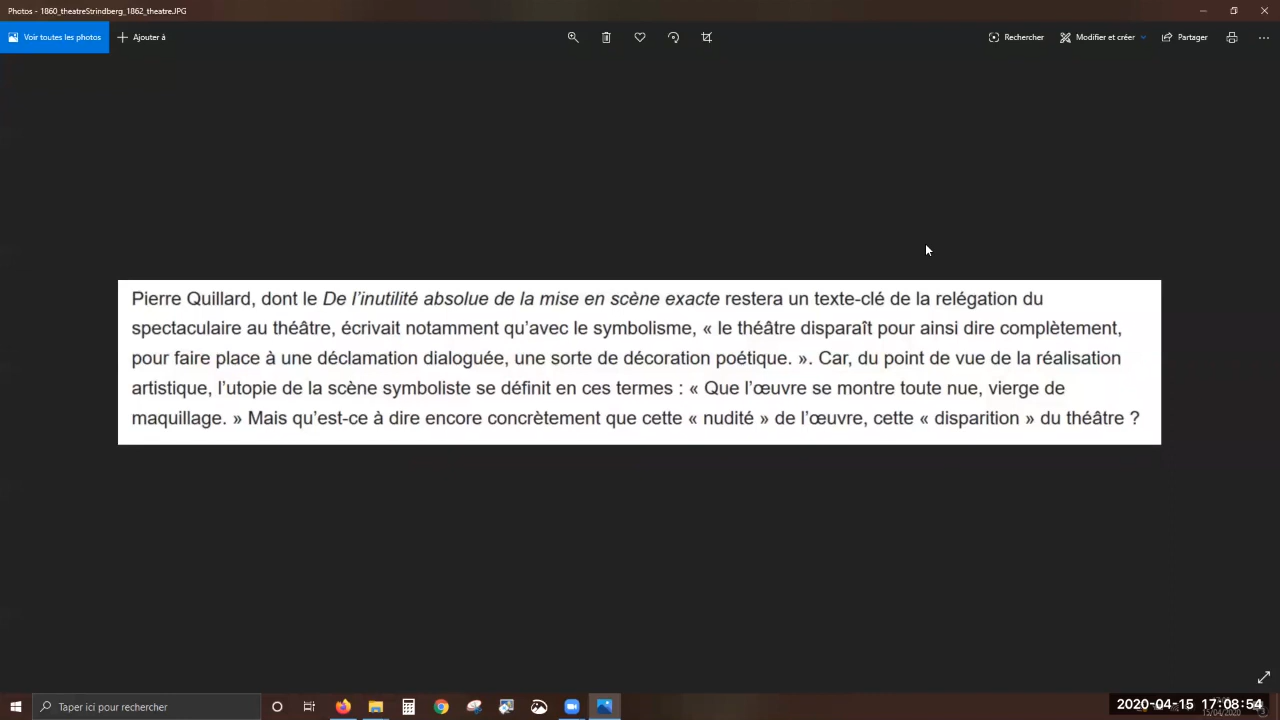 Photos - 1860_theatreStrindberg_1862_theatre.JPG
Voir toutes les photos
Ajouter à
Rechercher
Modifier et créer
Partager
Pierre Quillard, dont le De l’inutilité absolue de la mise en scène exacte restera un texte-clé de la relégation du
spectaculaire au théâtre, écrivait notamment qu’avec le symbolisme, « le théâtre disparaît pour ainsi dire complètement,
pour faire place à une déclamation dialoguée, une sorte de décoration poétique. ». Car, du point de vue de la réalisation
artistique, l’utopie de la scène symboliste se définit en ces termes : « Que l’œuvre se montre toute nue, vierge de
maquillage. » Mais qu’est-ce à dire encore concrètement que cette « nudité » de l’œuvre, cette « disparition » du théâtre ?
Taper ici pour rechercher
2020-04-15 17:08:54
15/04/2020